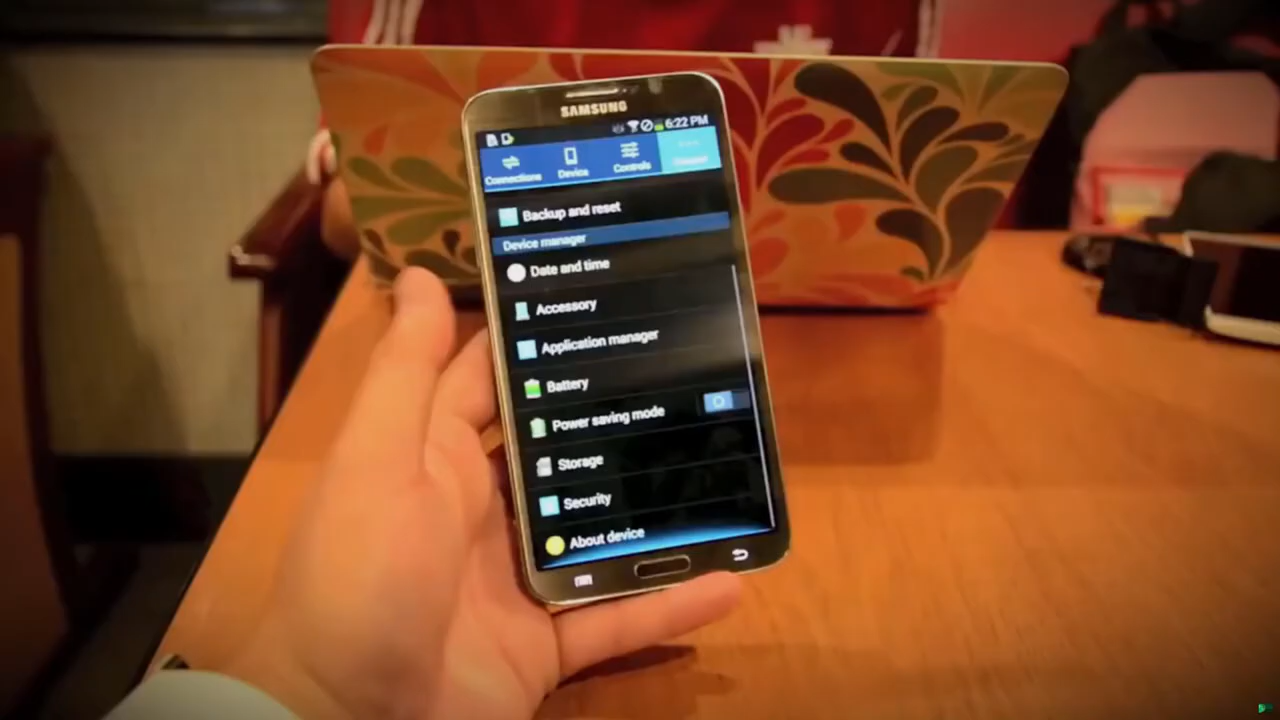 SAMSUNG
6:22 PM
Connections
Device
Controls
Backup and reset
Device manager
Date and time
Accessory
Application manager
Battery
Power saving mode
Storage
Security
About device